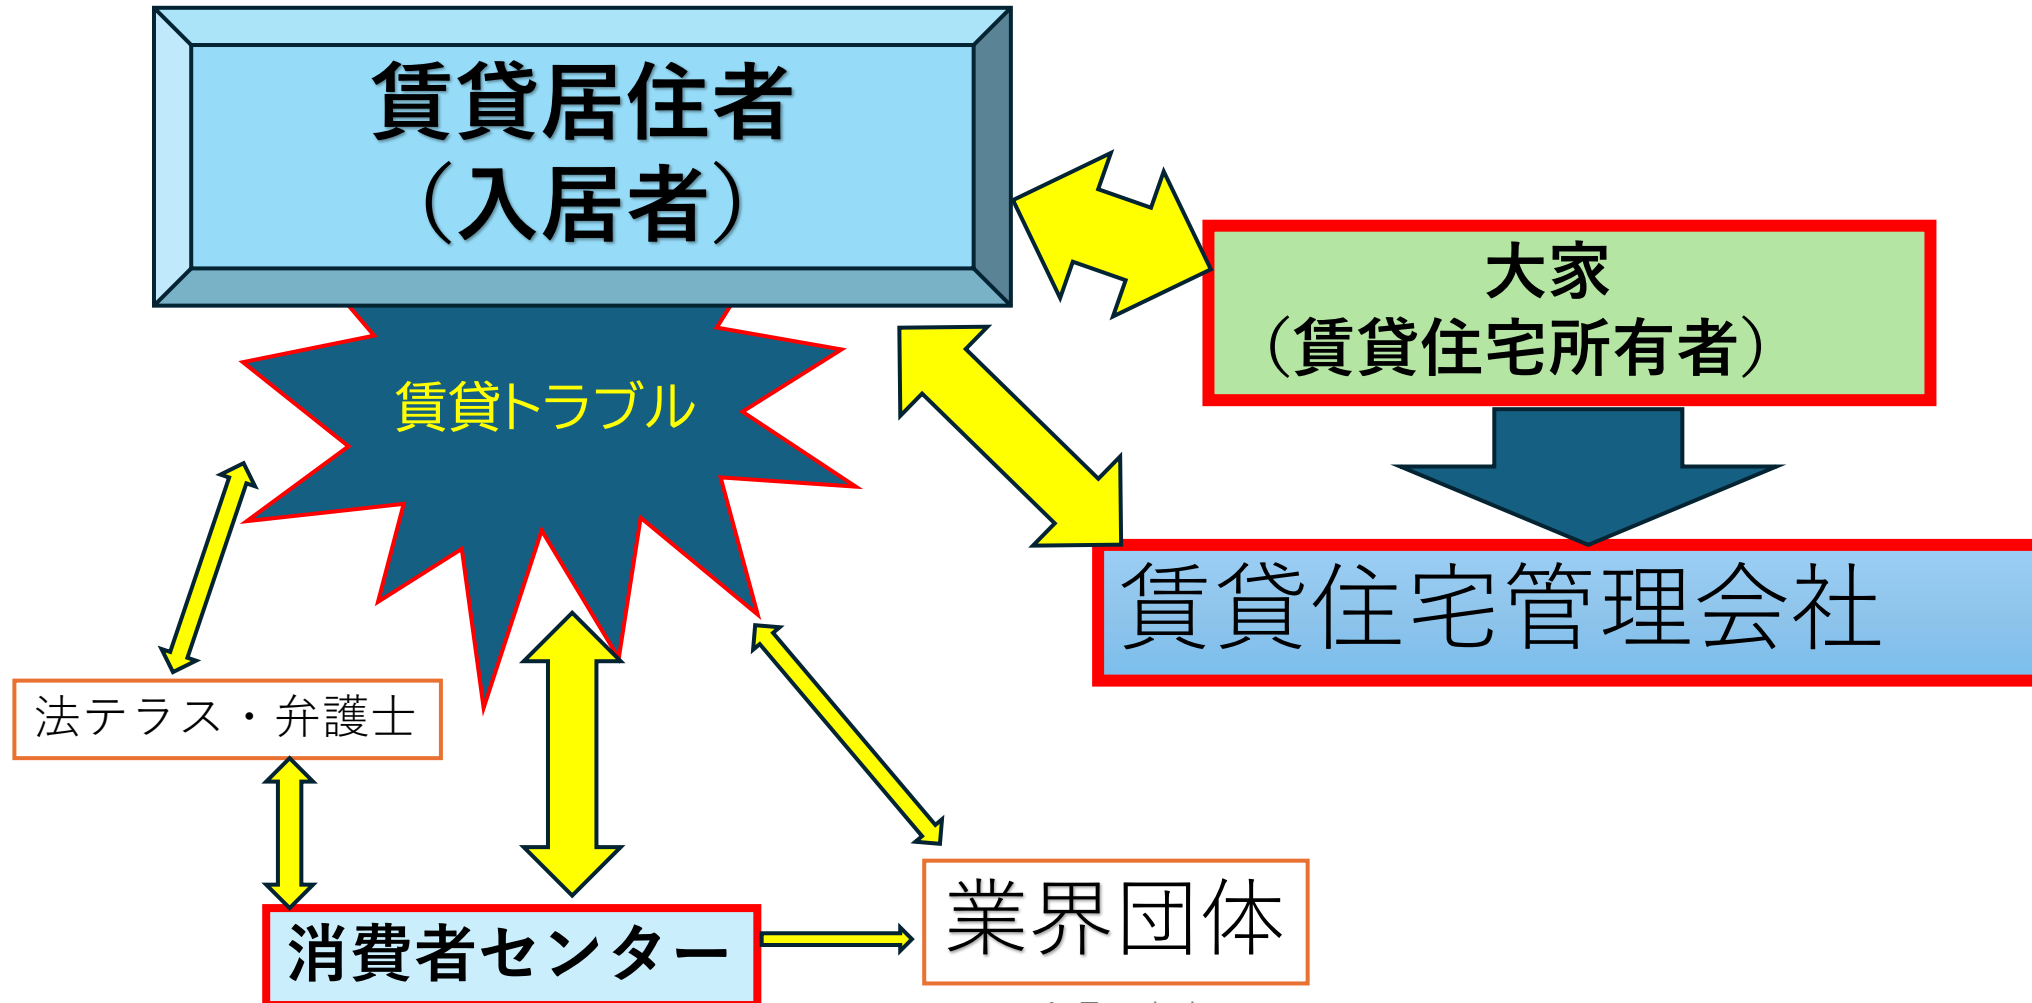 賃貸居住者
（入居者）
大家
（賃貸住宅所有者）
賃貸トラブル
賃貸住宅管理会社
法テラス・弁護士
業界団体
消費者センター